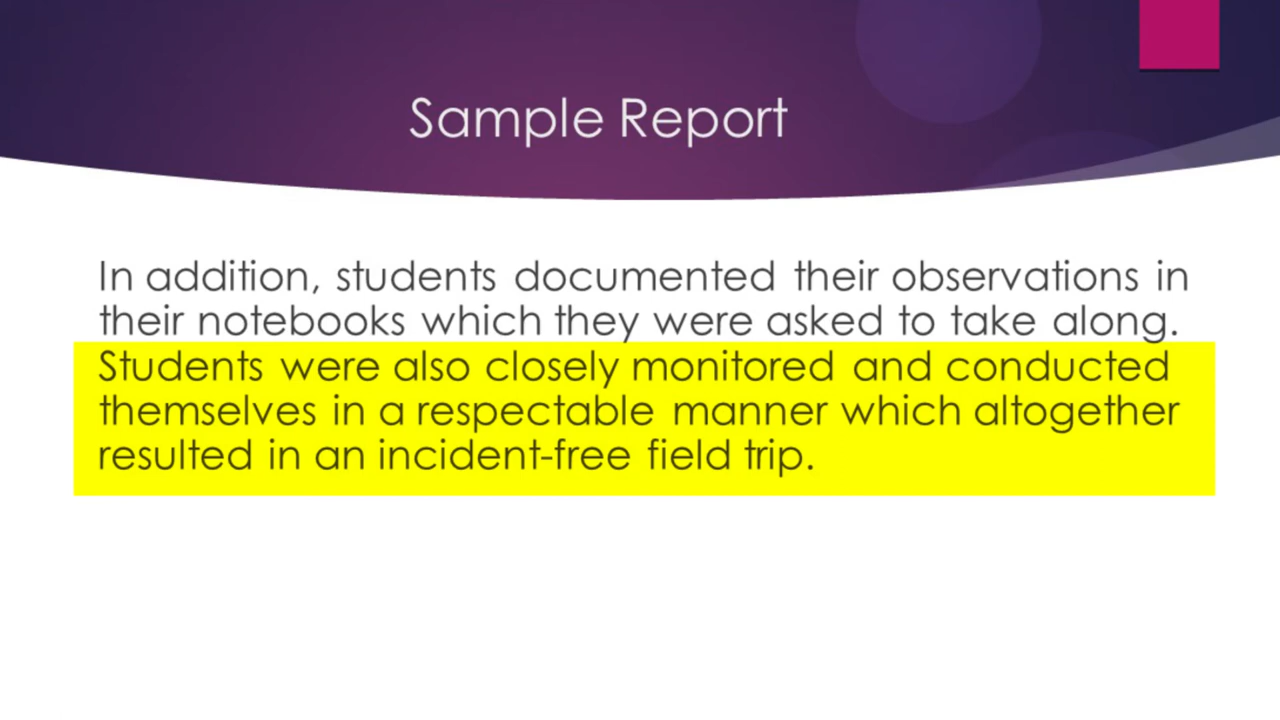 Sample Report
In addition, students documented their observations in
their notebooks which they were asked to take along.
Students were also closely monitored and conducted
themselves in a respectable manner which altogether
resulted in an incident-free field trip.